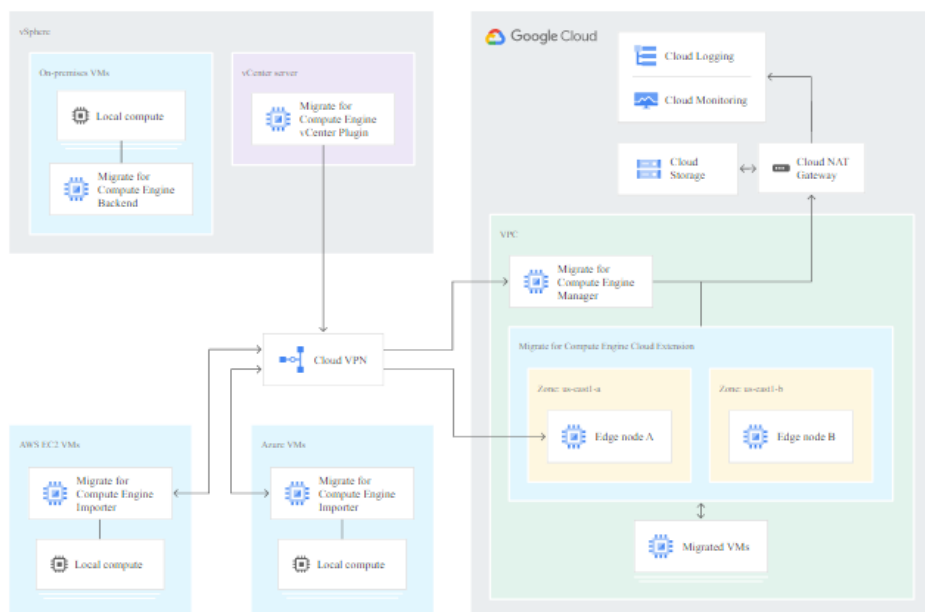 vSphere
On-premises VMs
Local compute
Migrate for
Compute Engine
Backend
vCenter server
Migrate for
Compute Engine
vCenter Plugin
Google Cloud
Cloud Logging
Cloud Monitoring
Cloud
Storage
Cloud NAT
Gateway
VPC
Migrate for
Compute Engine
Manager
Migrate for Compute Engine Cloud Extension
Zone: us-east1-a
Edge node A
Zone: us-east1-b
Edge node B
Migrated VMs
Cloud VPN
AWS EC2 VMs
Migrate for
Compute Engine
Importer
Local compute
Azure VMs
Migrate for
Compute Engine
Importer
Local compute